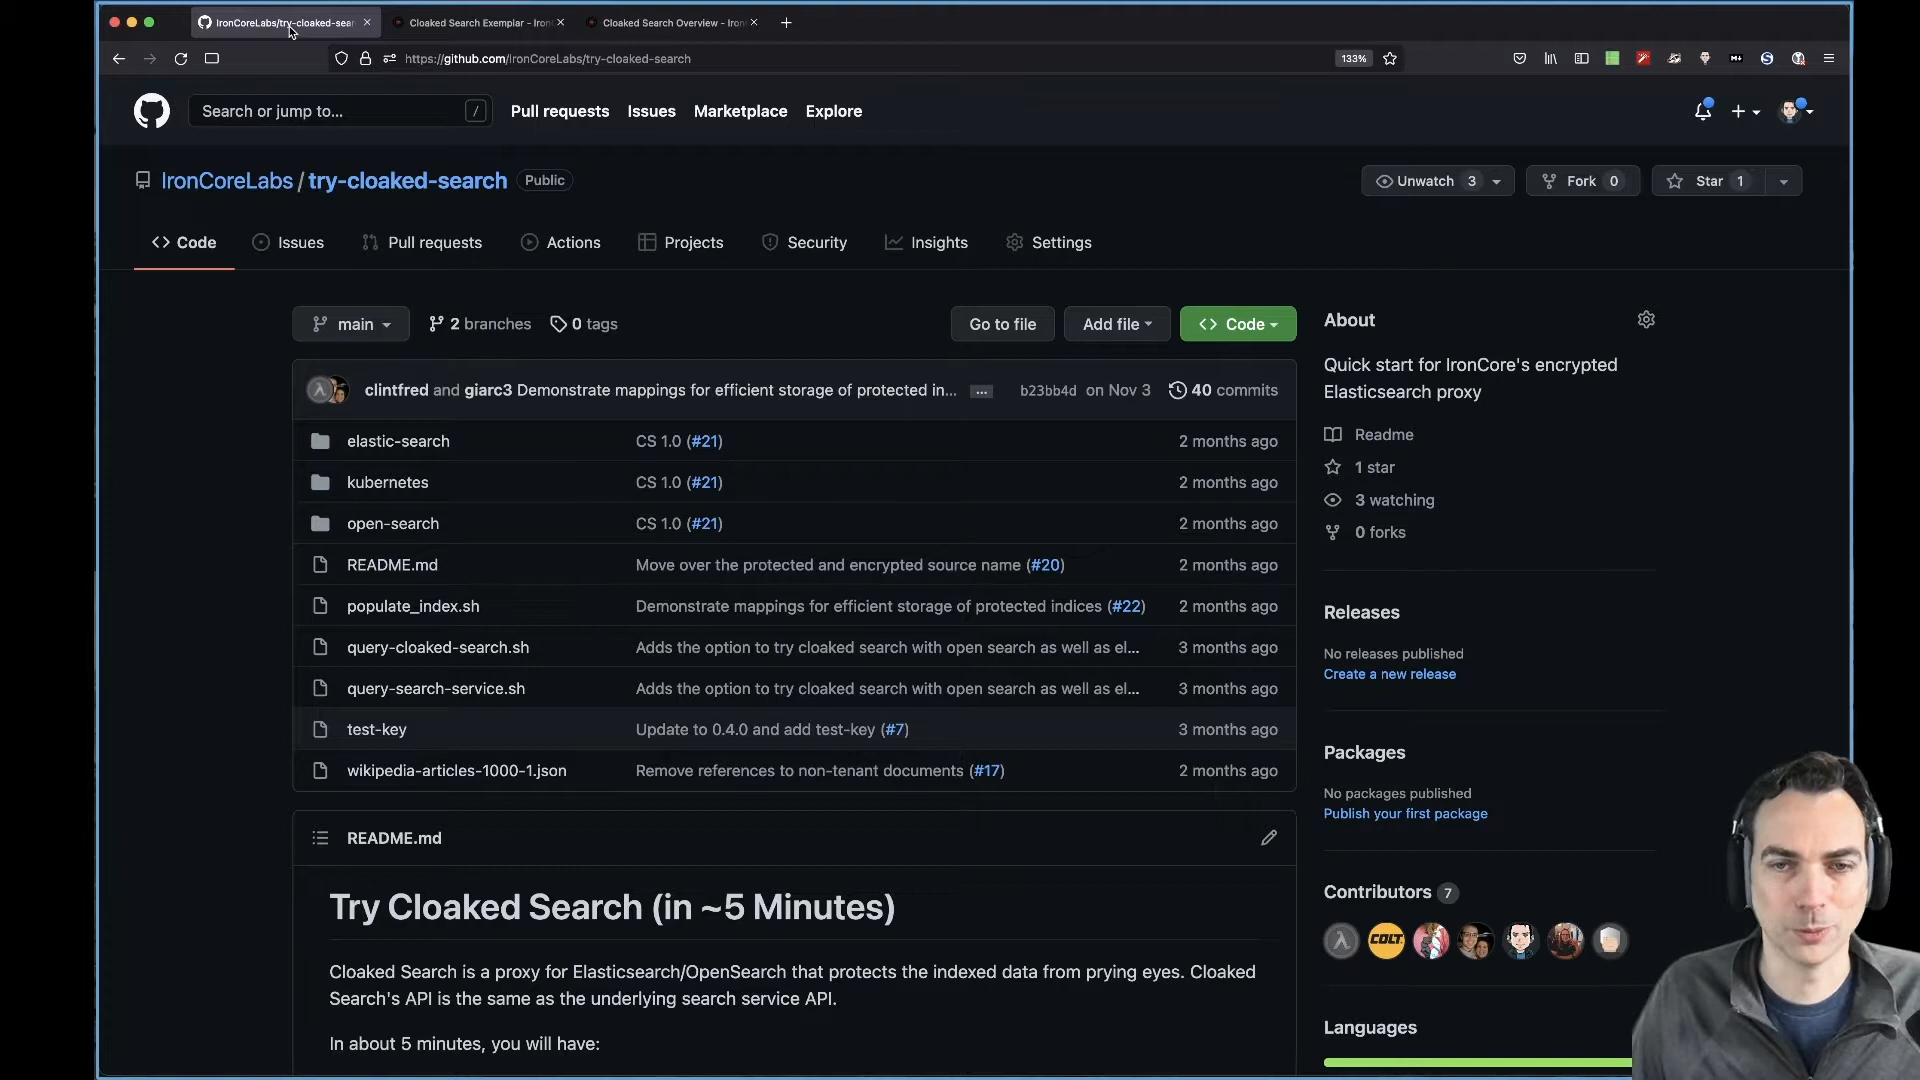 IronCoreLabs/try-cloaked-sear
Cloaked Search Exemplar - Iron
Cloaked Search Overview - Iron
https://github.com/IronCoreLabs/try-cloaked-search
133%
Search or jump to...
/
Pull requests
Issues
Marketplace
Explore
IronCoreLabs / try-cloaked-search
Public
Unwatch 3
Fork 0
Star 1
Code
Issues
Pull requests
Actions
Projects
Security
Insights
Settings
main
2 branches
0 tags
Go to file
Add file
Code
clintfred and giarc3 Demonstrate mappings for efficient storage of protected in... ... b23bb4d on Nov 3 40 commits
elastic-search CS 1.0 (#21) 2 months ago
kubernetes CS 1.0 (#21) 2 months ago
open-search CS 1.0 (#21) 2 months ago
README.md Move over the protected and encrypted source name (#20) 2 months ago
populate_index.sh Demonstrate mappings for efficient storage of protected indices (#22) 2 months ago
query-cloaked-search.sh Adds the option to try cloaked search with open search as well as el... 3 months ago
query-search-service.sh Adds the option to try cloaked search with open search as well as el... 3 months ago
test-key Update to 0.4.0 and add test-key (#7) 3 months ago
wikipedia-articles-1000-1.json Remove references to non-tenant documents (#17) 2 months ago
README.md
Try Cloaked Search (in ~5 Minutes)
Cloaked Search is a proxy for Elasticsearch/OpenSearch that protects the indexed data from prying eyes. Cloaked
Search's API is the same as the underlying search service API.
In about 5 minutes, you will have:
About
Quick start for IronCore's encrypted
Elasticsearch proxy
Readme
1 star
3 watching
0 forks
Releases
No releases published
Create a new release
Packages
No packages published
Publish your first package
Contributors 7
COLT
Languages